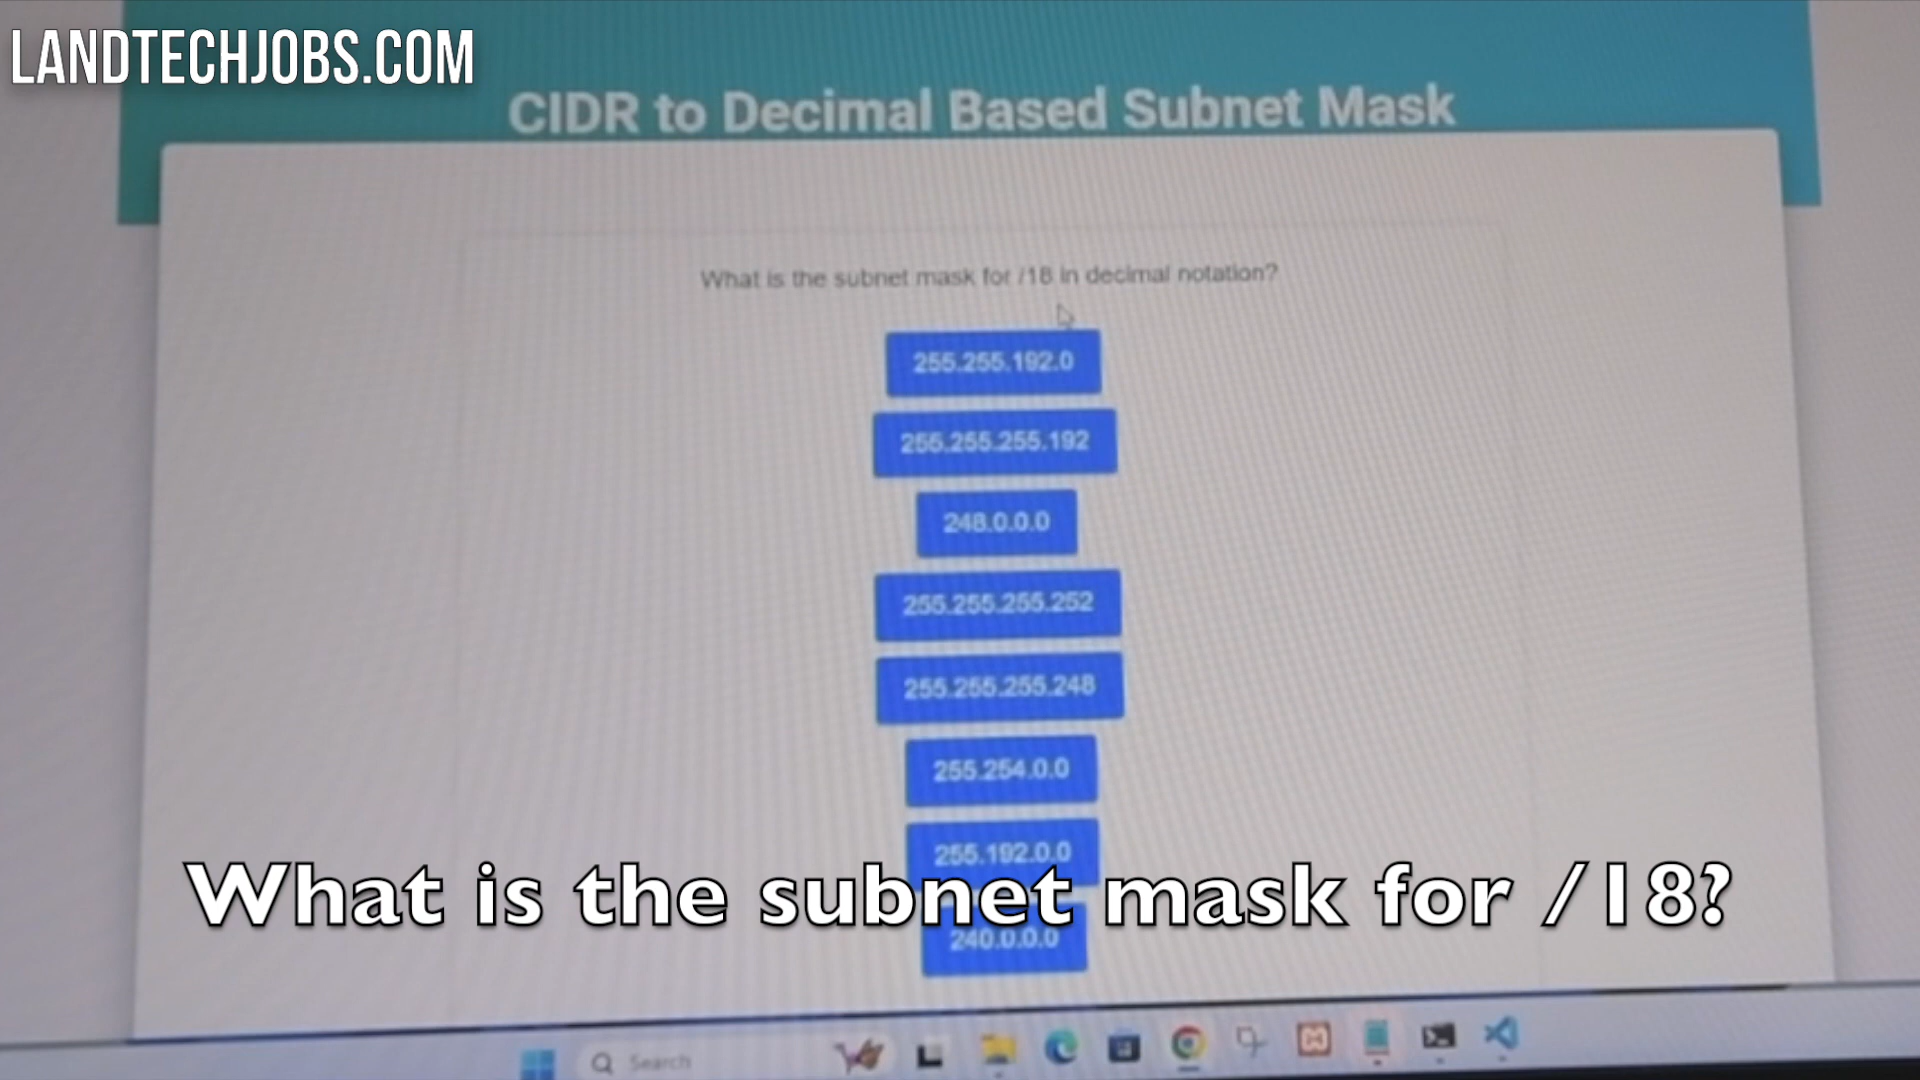 LANDTECHJOBS.COM
CIDR to Decimal Based Subnet Mask
What is the subnet mask for /18 in decimal notation?
255.255.192.0
255.255.255.192
248.0.0.0
255.255.255.252
255.255.255.248
255.254.0.0
255.192.0.0
What is the subnet mask for /18?
240.0.0.0
Search